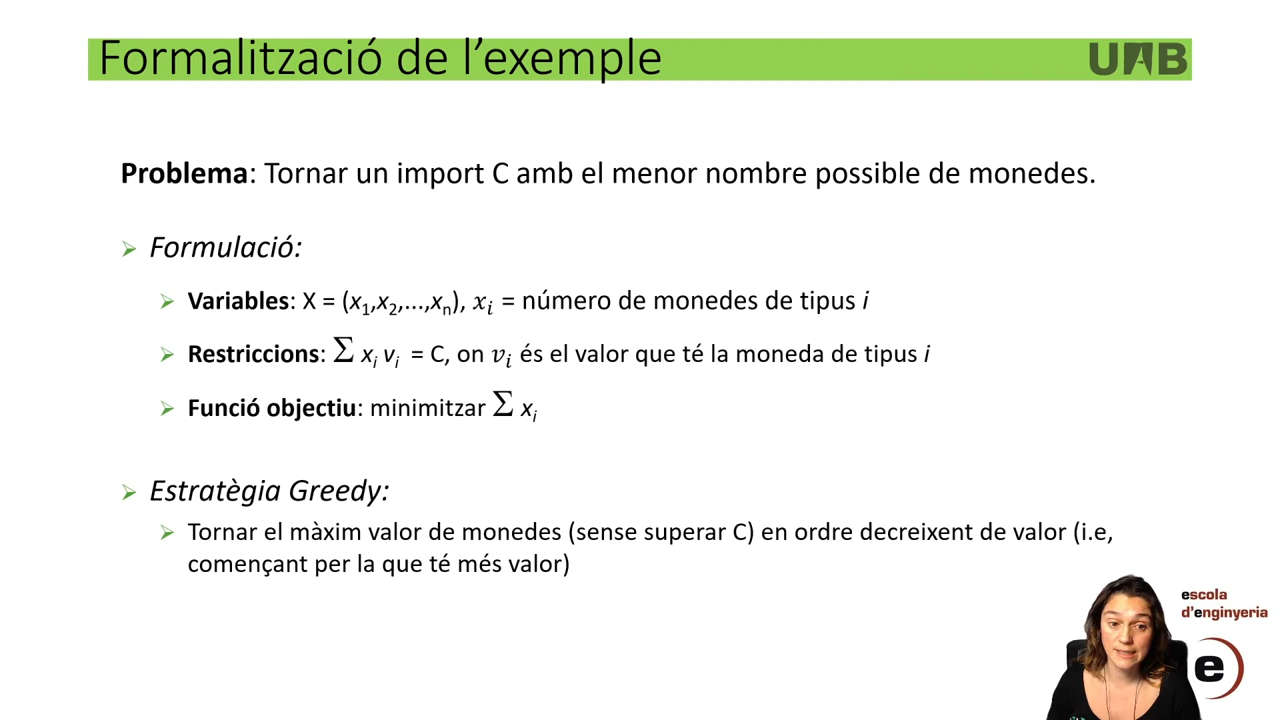 Formalització de l’exemple
UAB
Problema: Tornar un import C amb el menor nombre possible de monedes.
Formulació:
Variables: X = (x₁,x₂,...,xₙ), xᵢ = número de monedes de tipus i
Restriccions: ∑ xᵢ vᵢ = C, on vᵢ és el valor que té la moneda de tipus i
Funció objectiu: minimitzar ∑ xᵢ
Estratègia Greedy:
Tornar el màxim valor de monedes (sense superar C) en ordre decreixent de valor (i.e,
començant per la que té més valor)
escola
d'enginyeria
e